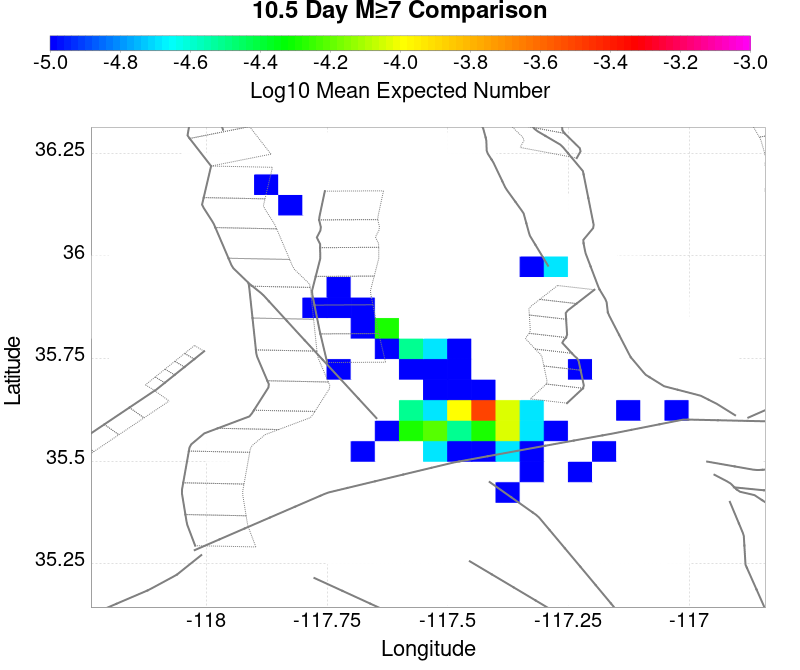 10.5 Day M≥7 Comparison
-5.0 -4.8 -4.6 -4.4 -4.2 -4.0 -3.8 -3.6 -3.4 -3.2 -3.0
Log10 Mean Expected Number
36.25
36
35.75
35.5
35.25
Latitude
-118 -117.75 -117.5 -117.25 -117
Longitude